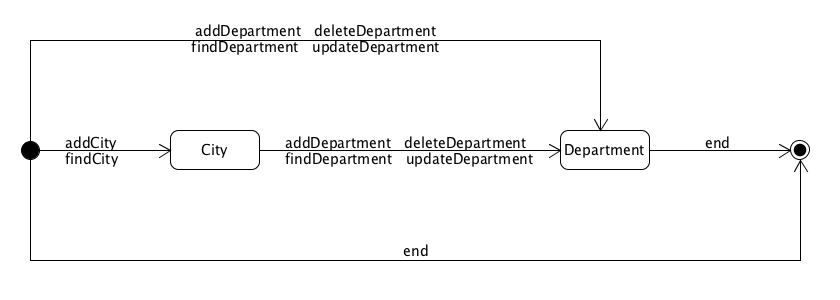 addDepartment deleteDepartment
findDepartment updateDepartment
addCity
findCity
City
addDepartment deleteDepartment
findDepartment updateDepartment
Department
end
end